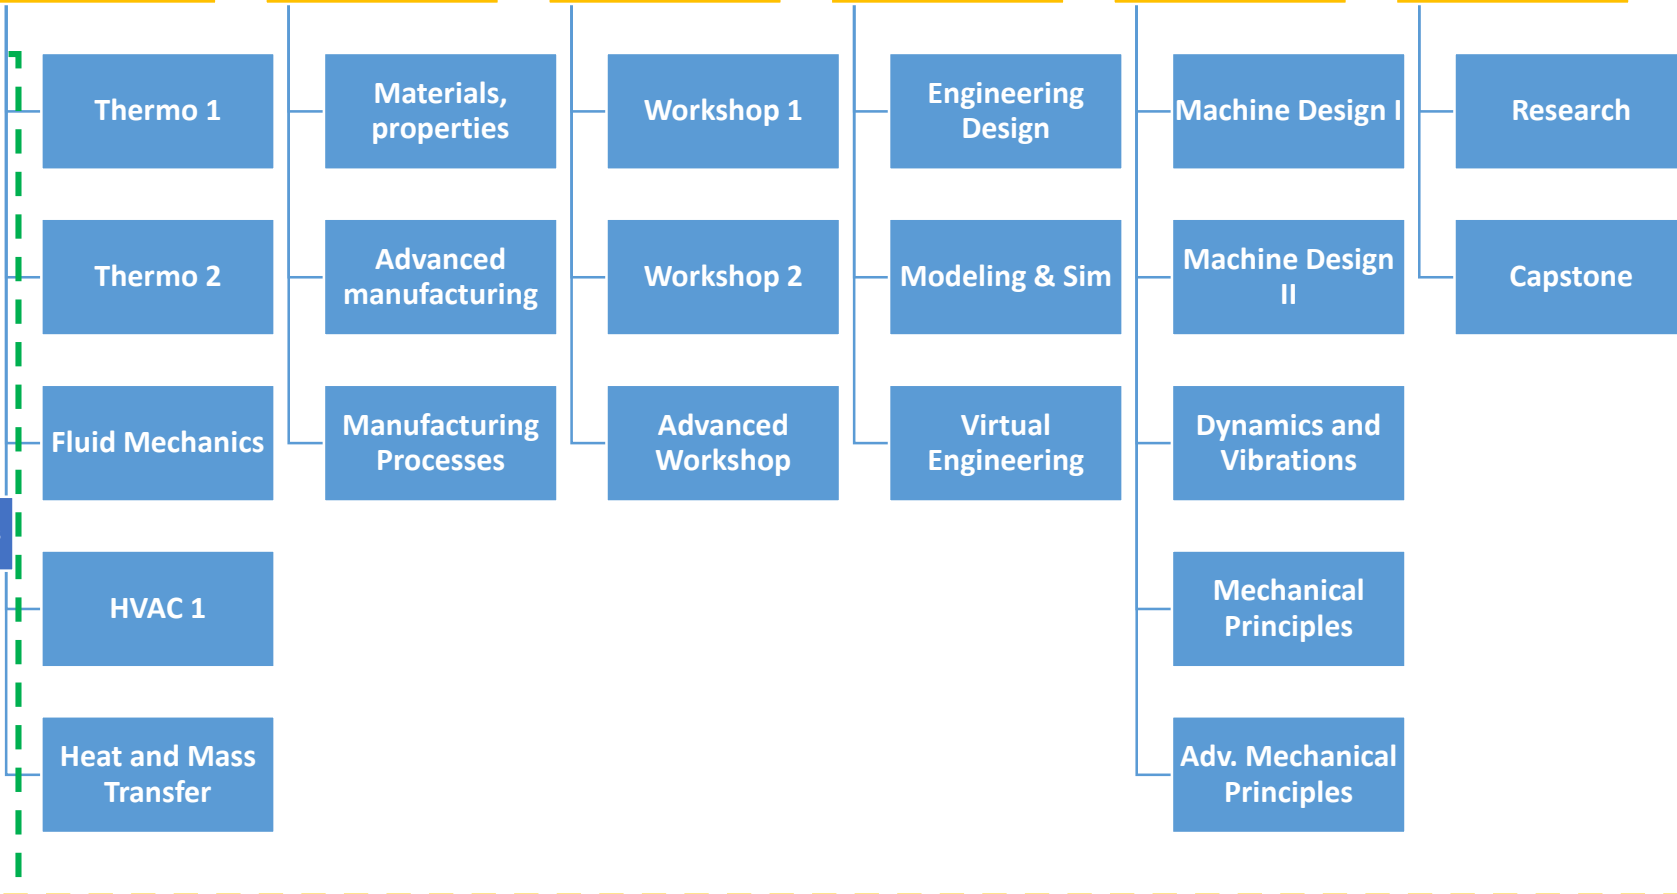 Thermo 1
Materials,
properties
Workshop 1
Engineering
Design
Machine Design I
Research
Thermo 2
Advanced
manufacturing
Workshop 2
Modeling & Sim
Machine Design
II
Capstone
Fluid Mechanics
Manufacturing
Processes
Advanced
Workshop
Virtual
Engineering
Dynamics and
Vibrations
HVAC 1
Mechanical
Principles
Heat and Mass
Transfer
Adv. Mechanical
Principles